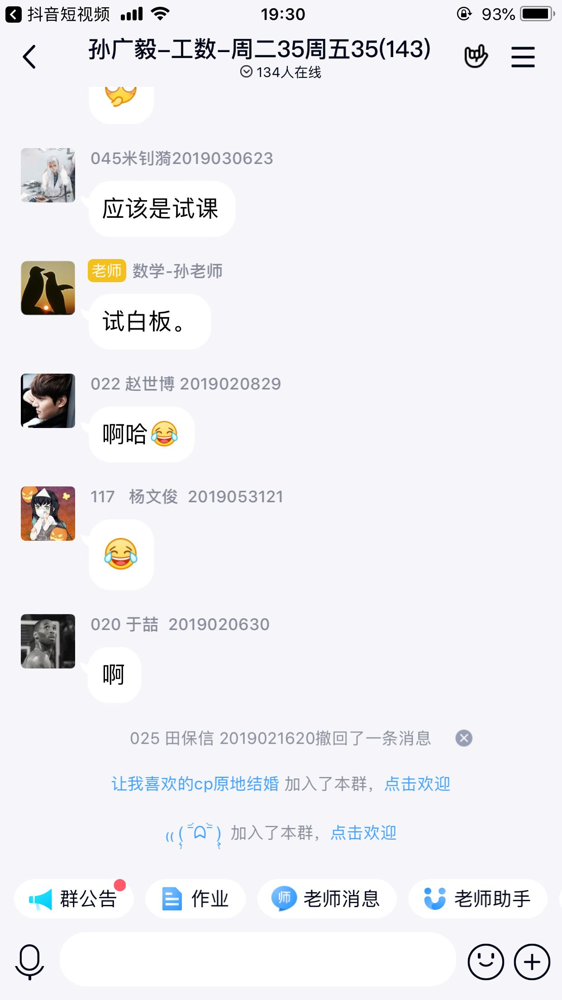 抖音短视频
19:30
93%
孙广毅-工数-周二35周五35(143)
134人在线
045米钊漪2019030623
应该是试课
老师 数学-孙老师
试白板。
022 赵世博 2019020829
啊哈😂
117 杨文俊 2019053121
😂
020 于喆 2019020630
啊
025 田保信 2019021620撤回了一条消息
让我喜欢的cp原地结婚 加入了本群，点击欢迎
加入了本群，点击欢迎
群公告
作业
师 老师消息
老师助手